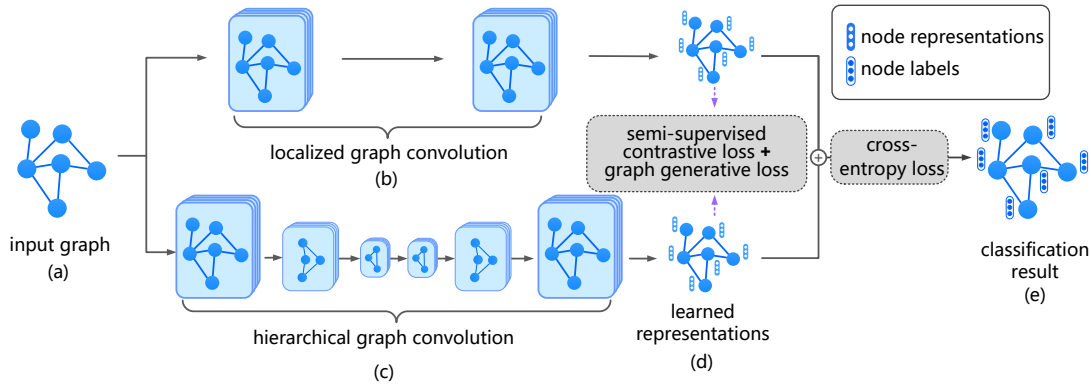 node representations
node labels
localized graph convolution
(b)
semi-supervised
contrastive loss +
graph generative loss
cross-
entropy loss
input graph
(a)
classification
result
(e)
hierarchical graph convolution
(c)
learned
representations
(d)